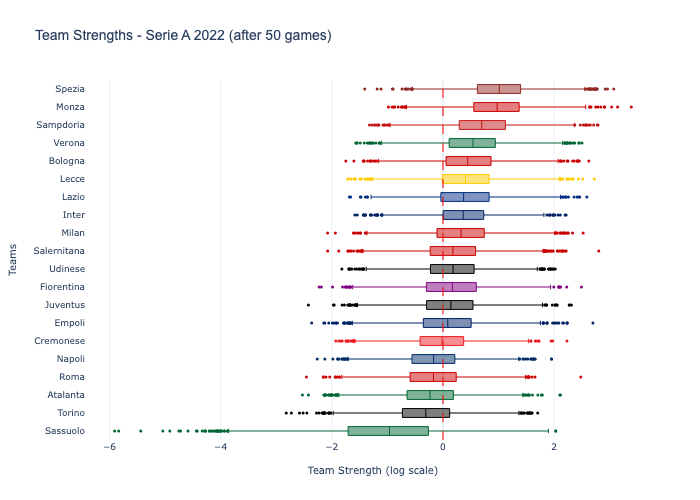 Team Strengths - Serie A 2022 (after 50 games)
Spezia
Monza
Sampdoria
Verona
Bologna
Lecce
Lazio
Inter
Milan
Salernitana
Udinese
Fiorentina
Juventus
Empoli
Cremonese
Napoli
Roma
Atalanta
Torino
Sassuolo
Teams
−6 −4 −2 0 2
Team Strength (log scale)